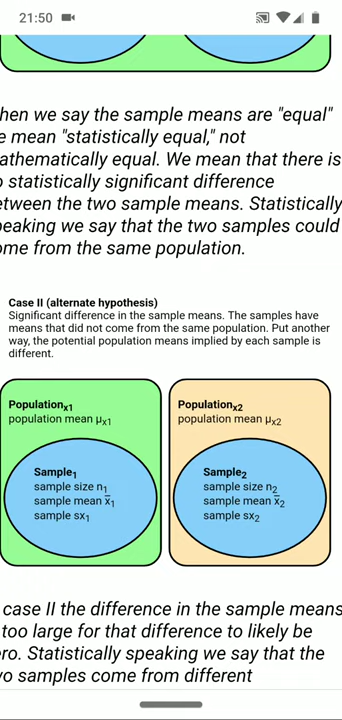 21:50
hen we say the sample means are "equal"
e mean "statistically equal," not
athematically equal. We mean that there is
o statistically significant difference
etween the two sample means. Statistically
peaking we say that the two samples could
ome from the same population.
Case II (alternate hypothesis)
Significant difference in the sample means. The samples have
means that did not come from the same population. Put another
way, the potential population means implied by each sample is
different.
Populationx1
population mean μx1
Sample1
sample size n1
sample mean x̄1
sample sx1
Populationx2
population mean μx2
Sample2
sample size n2
sample mean x̄2
sample sx2
case II the difference in the sample means
too large for that difference to likely be
ero. Statistically speaking we say that the
vo samples come from different